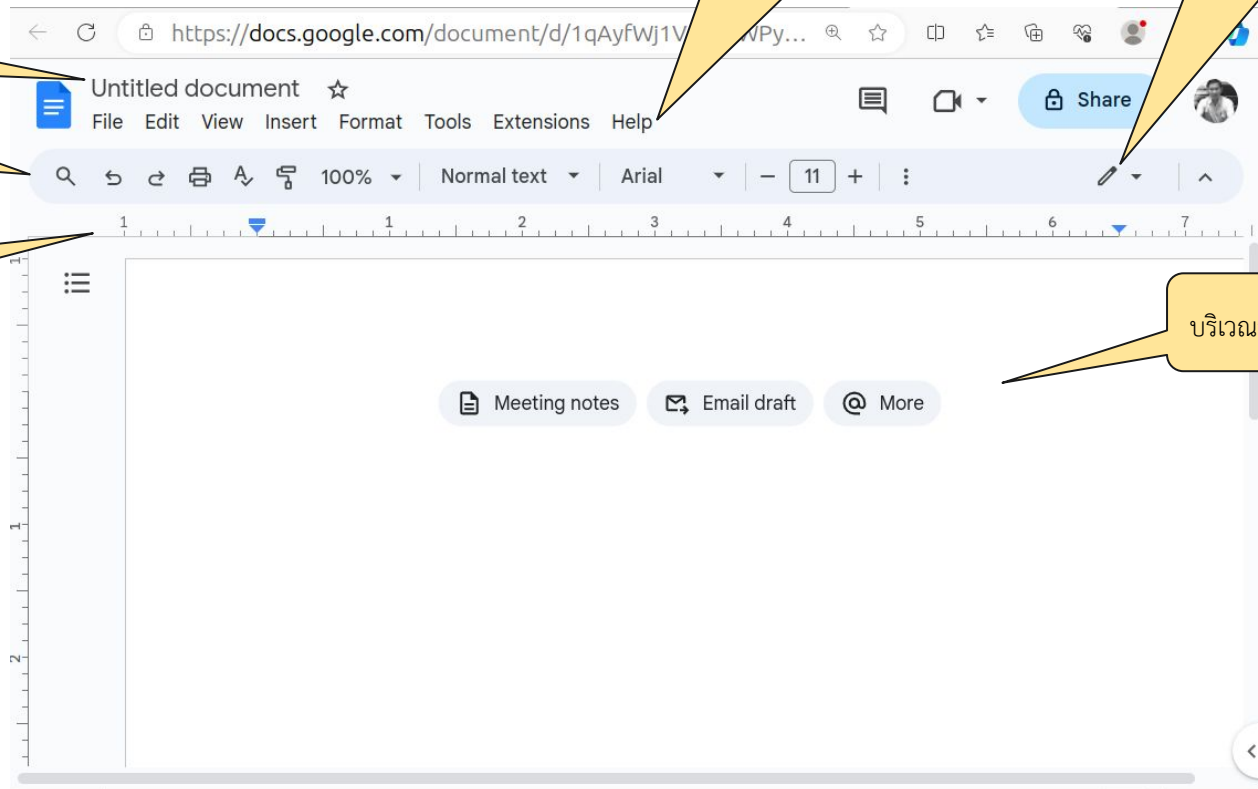 https://docs.google.com/document/d/1qAyfWj1V
WPy...
Untitled document
File Edit View Insert Format Tools Extensions Help
Share
100% Normal text Arial 11
1 1 2 3 4 5 6 7
1
บริเวณ
Meeting notes Email draft @ More
1
2